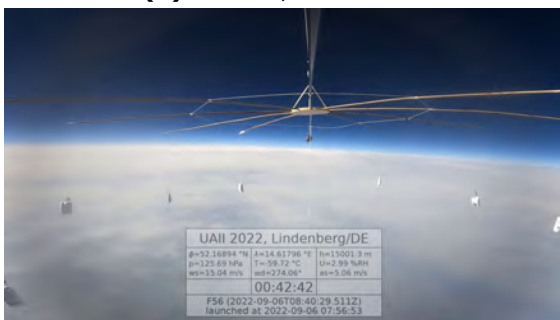 UAII 2022, Lindenberg/DE
ϕ=52.16894 °N λ=14.61796 °E h=15001.3 m
p=125.69 hPa T=-59.72 °C U=2.99 %RH
ws=15.04 m/s wd=274.06° as=5.06 m/s
00:42:42
F56 (2022-09-06T08:40:29.511Z)
launched at 2022-09-06 07:56:53